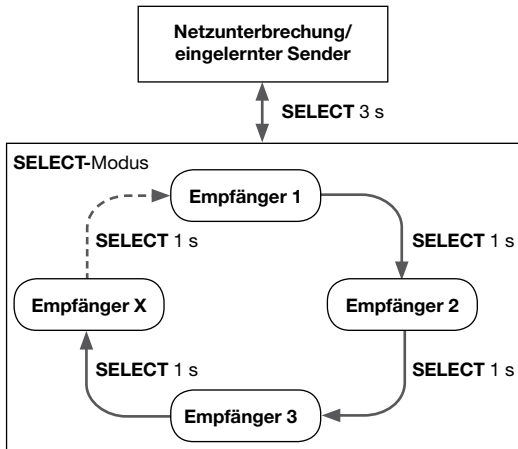 Netzunterbrechung/
eingelernter Sender
SELECT 3 s
SELECT-Modus
Empfänger 1
SELECT 1 s
SELECT 1 s
Empfänger X
Empfänger 2
SELECT 1 s
SELECT 1 s
Empfänger 3